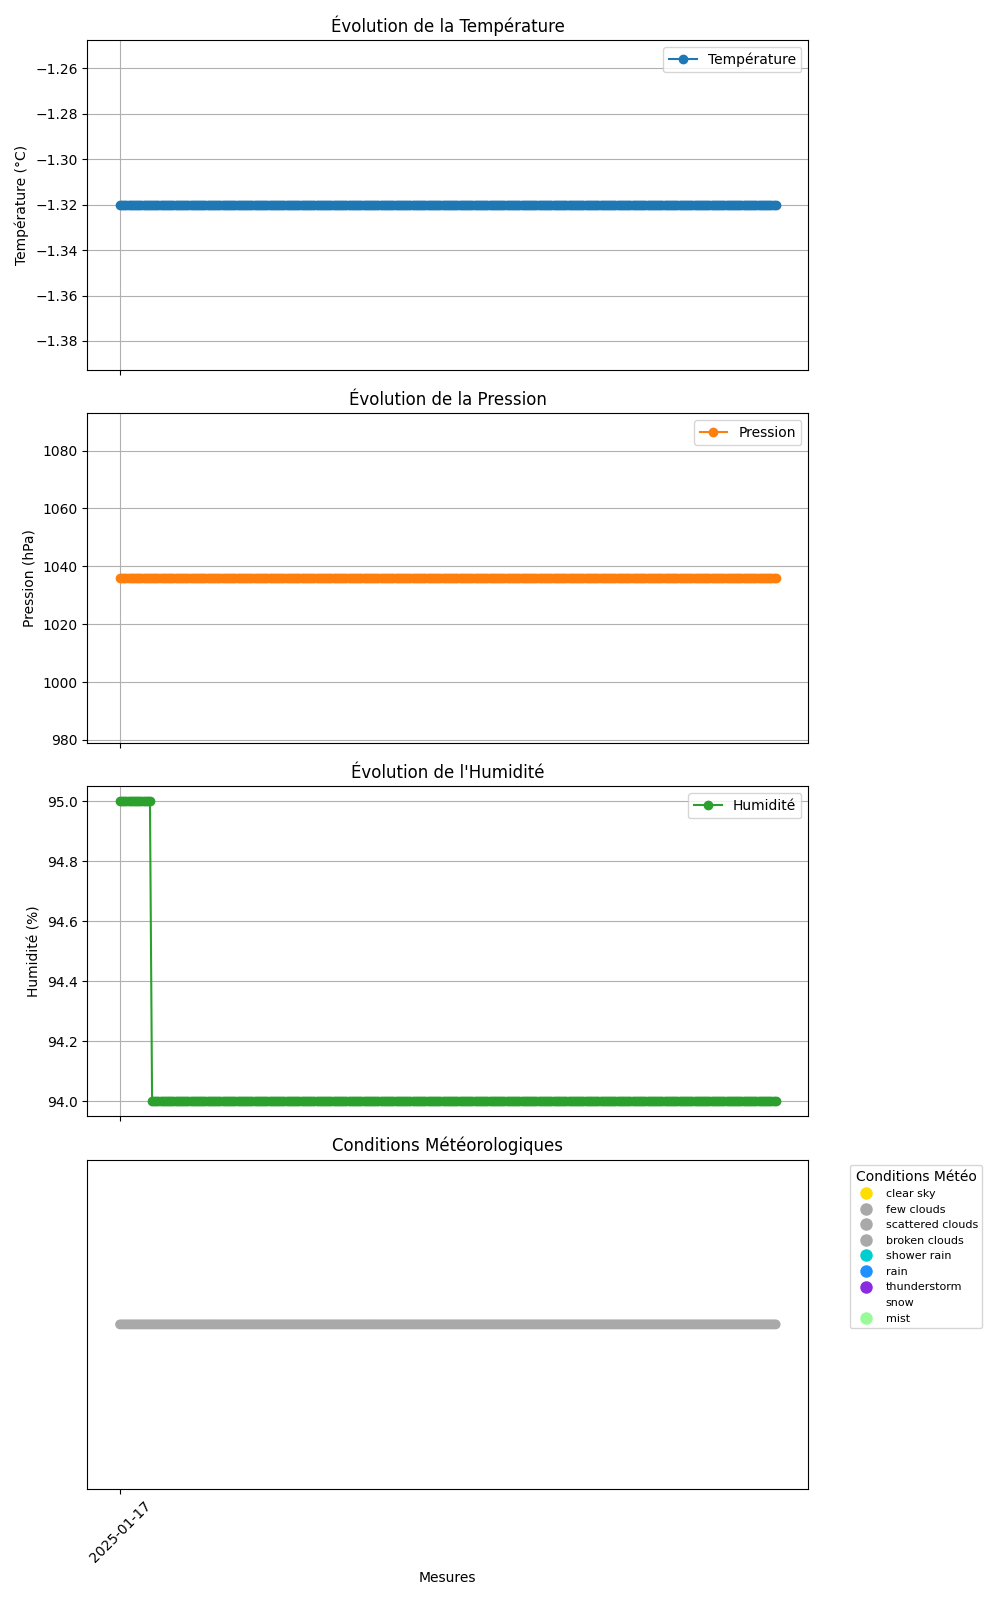 Évolution de la Température
Température
−1.26
−1.28
−1.30
−1.32
−1.34
−1.36
−1.38
Température (°C)
Évolution de la Pression
Pression
1080
1060
1040
1020
1000
980
Pression (hPa)
Évolution de l'Humidité
Humidité
95.0
94.8
94.6
94.4
94.2
94.0
Humidité (%)
Conditions Météorologiques
Conditions Météo
clear sky
few clouds
scattered clouds
broken clouds
shower rain
rain
thunderstorm
snow
mist
2025-01-17
Mesures